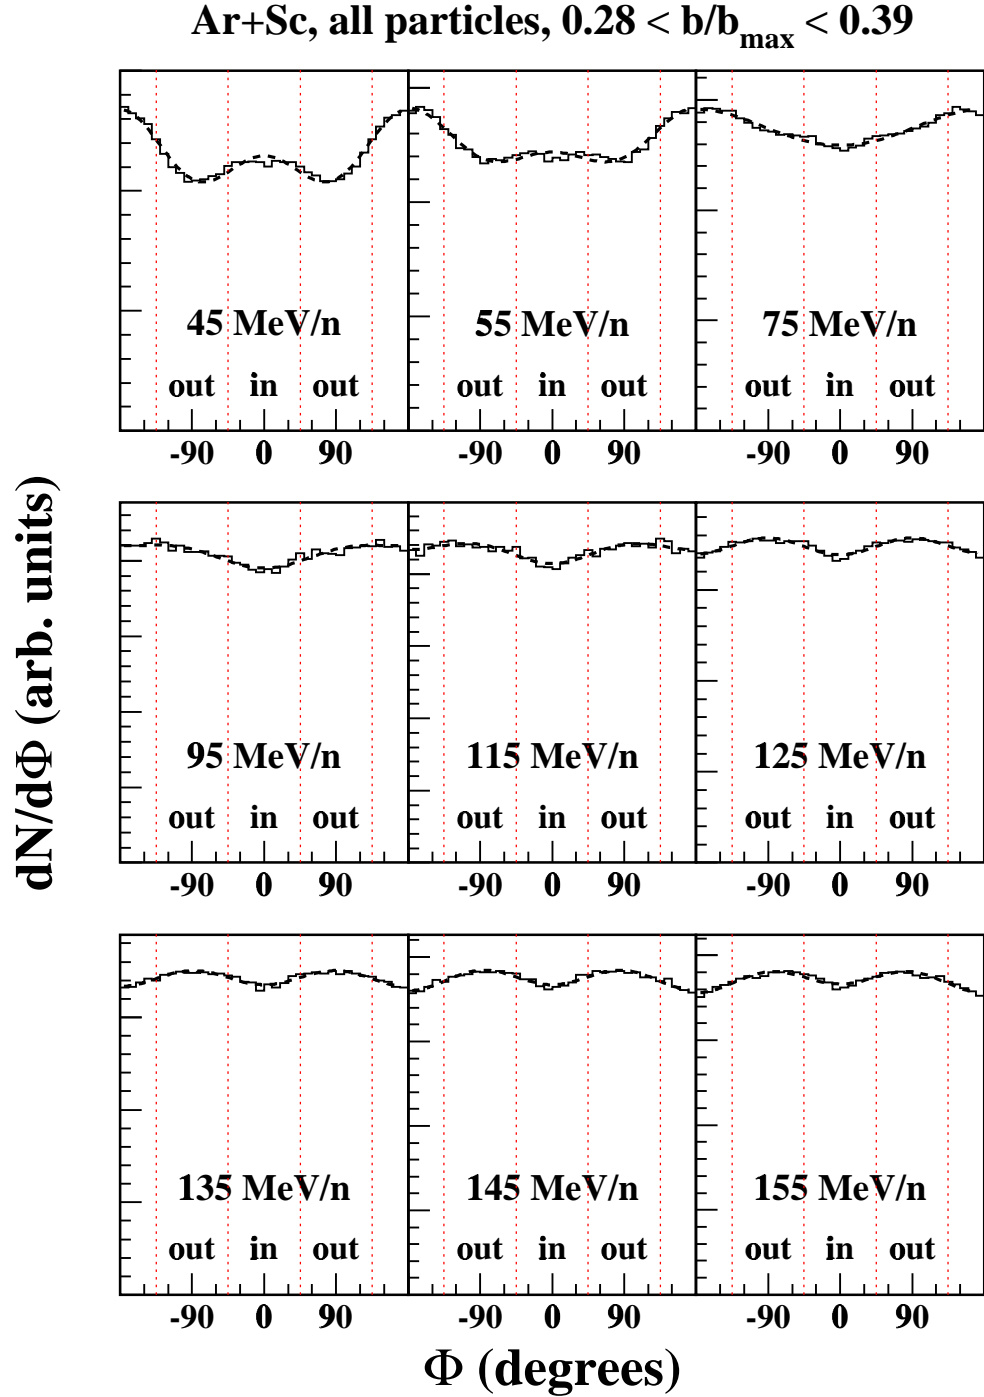 Ar+Sc, all particles, 0.28 < b/b_max < 0.39
45 MeV/n 55 MeV/n 75 MeV/n
out in out out in out out in out
-90 0 90 -90 0 90 -90 0 90
dN/dΦ (arb. units)
95 MeV/n 115 MeV/n 125 MeV/n
out in out out in out out in out
-90 0 90 -90 0 90 -90 0 90
135 MeV/n 145 MeV/n 155 MeV/n
out in out out in out out in out
-90 0 90 -90 0 90 -90 0 90
Φ (degrees)